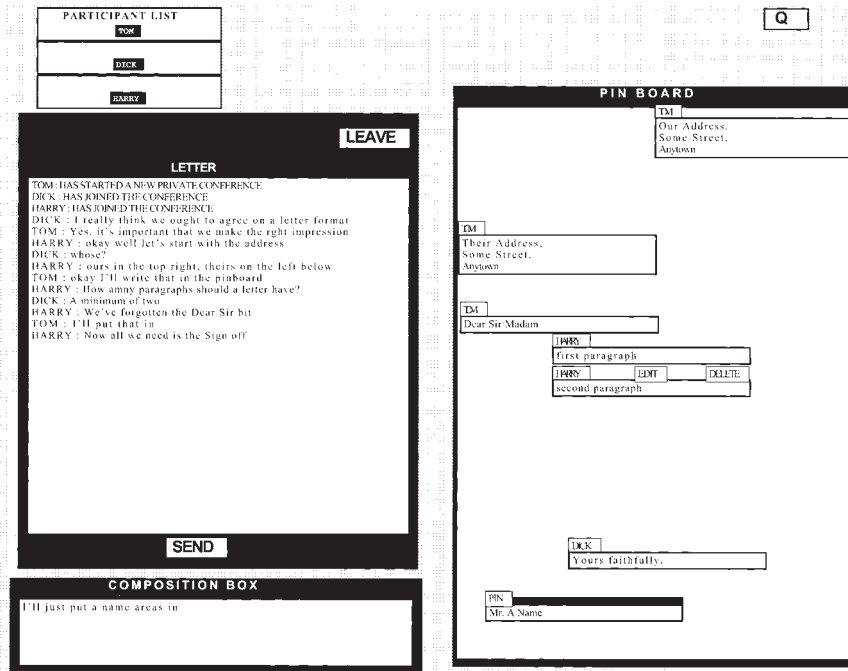 PARTICIPANT LIST
TOM
DICK
HARRY
Q
LEAVE
LETTER
TOM : HAS STARTED A NEW PRIVATE CONFERENCE
DICK : HAS JOINED THE CONFERENCE
HARRY : HAS JOINED THE CONFERENCE
DICK : I really think we ought to agree on a letter format
TOM : Yes, it's important that we make the rght impression
HARRY : okay well let's start with the address
DICK : whose?
HARRY : ours in the top right, theirs on the left below
TOM : okay I'll write that in the pinboard
HARRY : How amny paragraphs should a letter have?
DICK : A minimum of two
HARRY : We've forgotten the Dear Sir bit
TOM : I'll put that in
HARRY : Now all we need is the Sign off
SEND
COMPOSITION BOX
I'll just put a name areas in
PIN BOARD
TM
Our Address,
Some Street,
Anytown
TM
Their Address,
Some Street,
Anytown
TM
Dear Sir/Madam
HARRY
first paragraph
HARRY EDIT DELETE
second paragraph
DICK
Yours faithfully,
PIN
Mr. A Name